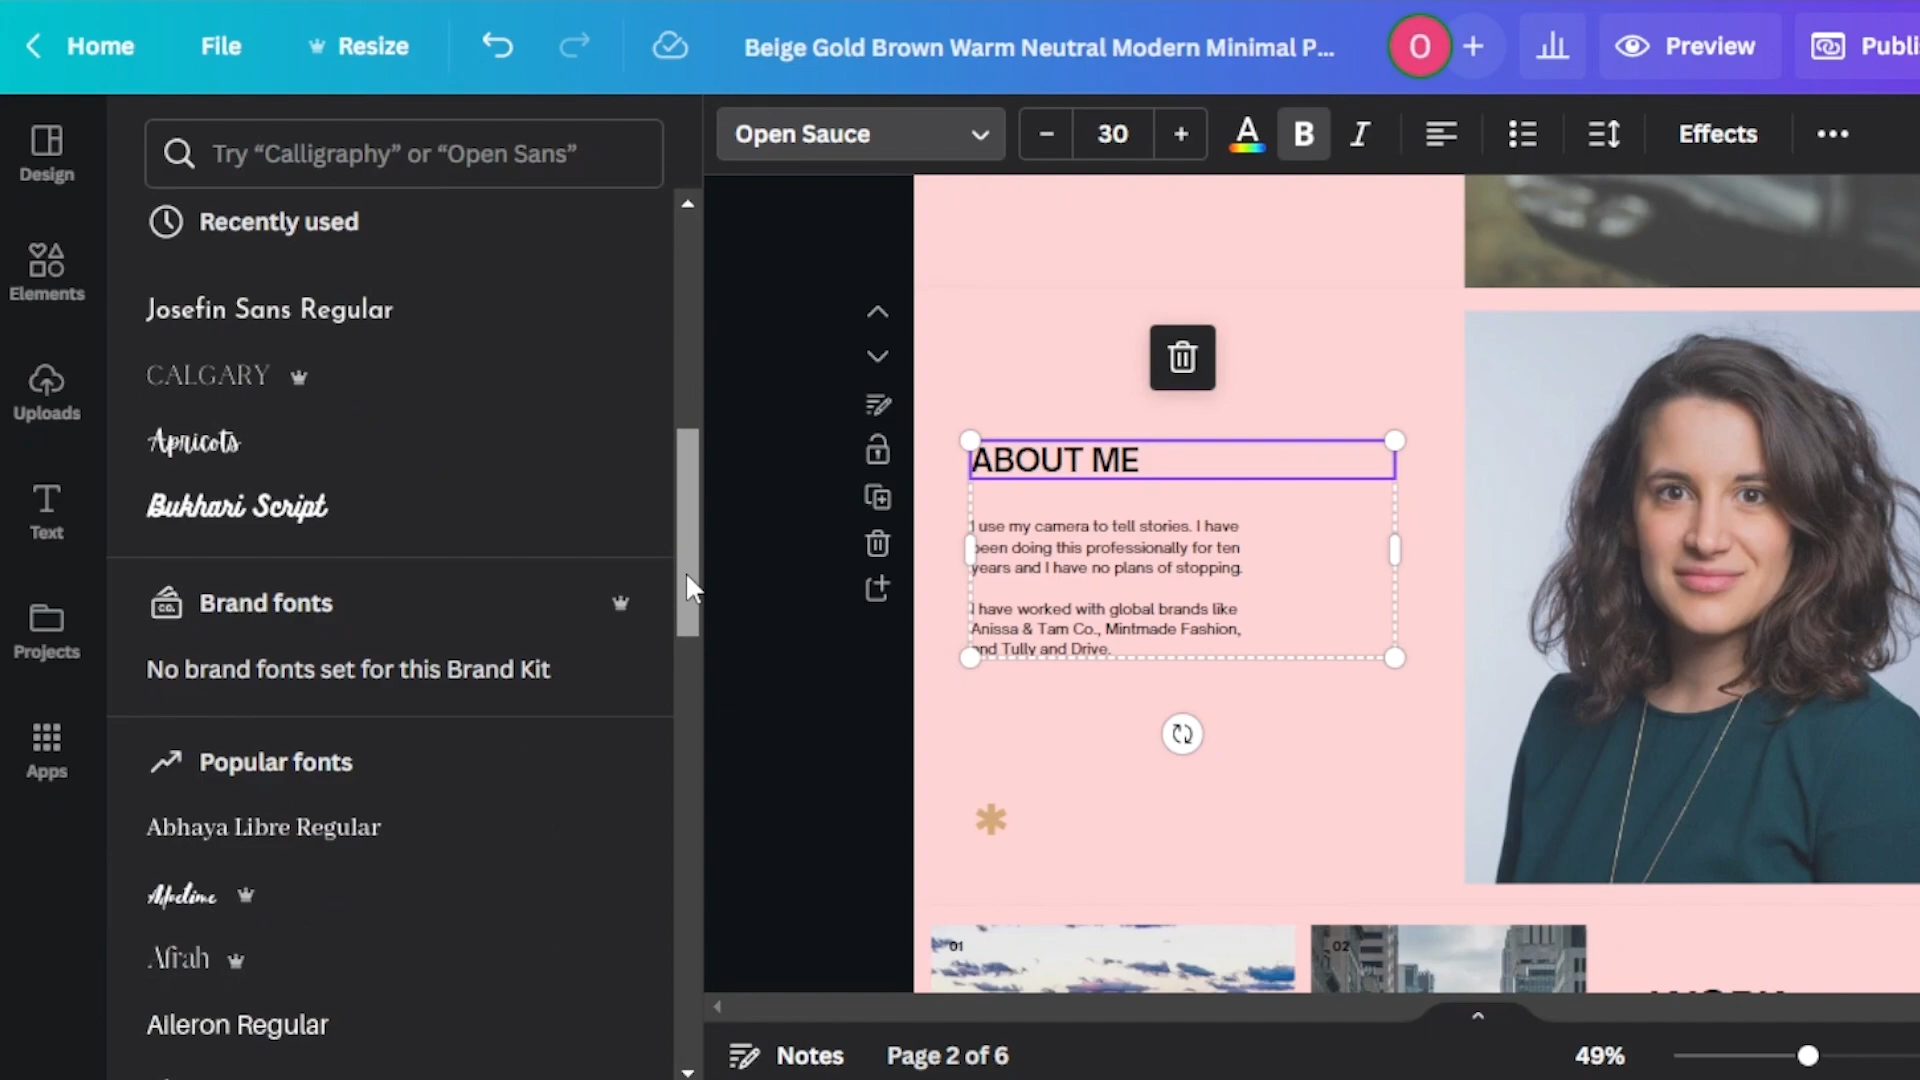 Home
File
Resize
Beige Gold Brown Warm Neutral Modern Minimal P...
O
Preview
Publi
Design
Elements
Uploads
Text
Projects
Apps
Try “Calligraphy” or “Open Sans”
Recently used
Josefin Sans Regular
CALGARY
Apricots
Bukhari Script
CO.
Brand fonts
No brand fonts set for this Brand Kit
Popular fonts
Abhaya Libre Regular
Afrah
Aileron Regular
Open Sauce
30
A
B
I
Effects
ABOUT ME
I use my camera to tell stories. I have
been doing this professionally for ten
years and I have no plans of stopping.
I have worked with global brands like
Anissa & Tam Co., Mintmade Fashion,
and Tully and Drive.
01
02
Notes
Page 2 of 6
49%